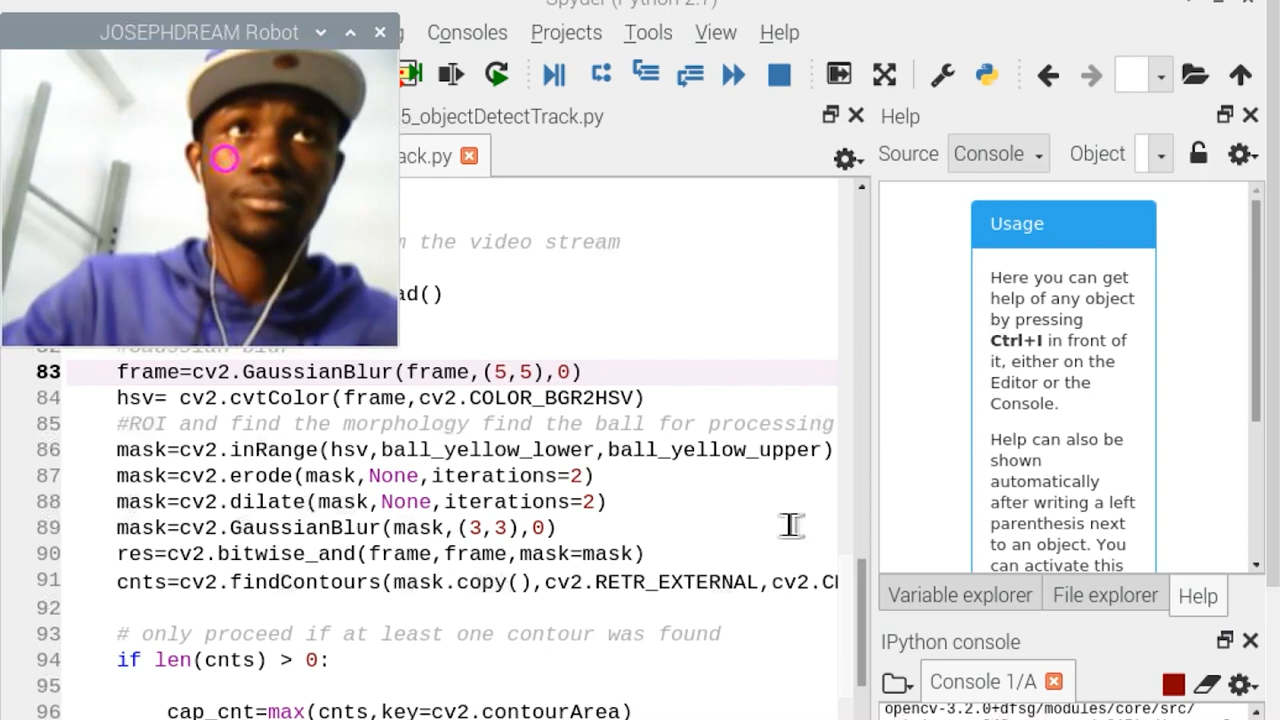 Spyder (Python 2.7)
JOSEPHDREAM Robot
Consoles Projects Tools View Help
5_objectDetectTrack.py
Help
ack.py
Source Console Object
Usage
m the video stream
ad()
Here you can get
help of any object
by pressing
Ctrl+I in front of
it, either on the
Editor or the
Console.
Help can also be
shown
automatically
after writing a left
parenthesis next
to an object. You
can activate this
82 #Gaussian blur
83 frame=cv2.GaussianBlur(frame,(5,5),0)
84 hsv= cv2.cvtColor(frame,cv2.COLOR_BGR2HSV)
85 #ROI and find the morphology find the ball for processing
86 mask=cv2.inRange(hsv,ball_yellow_lower,ball_yellow_upper)
87 mask=cv2.erode(mask,None,iterations=2)
88 mask=cv2.dilate(mask,None,iterations=2)
89 mask=cv2.GaussianBlur(mask,(3,3),0)
90 res=cv2.bitwise_and(frame,frame,mask=mask)
91 cnts=cv2.findContours(mask.copy(),cv2.RETR_EXTERNAL,cv2.CH
92
93 # only proceed if at least one contour was found
94 if len(cnts) > 0:
95
96 cap_cnt=max(cnts,key=cv2.contourArea)
Variable explorer File explorer Help
IPython console
Console 1/A
opencv-3.2.0+dfsg/modules/core/src/